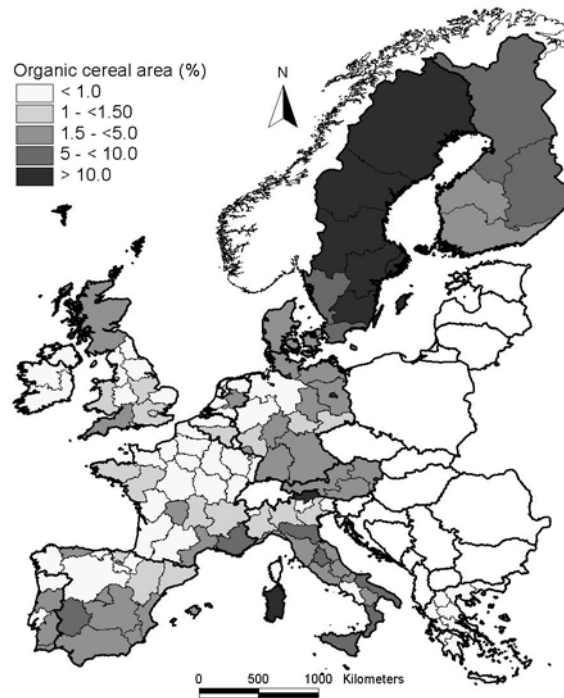 Organic cereal area (%)
N
< 1.0
1 - <1.50
1.5 - <5.0
5 - < 10.0
> 10.0
0 500 1000 Kilometers